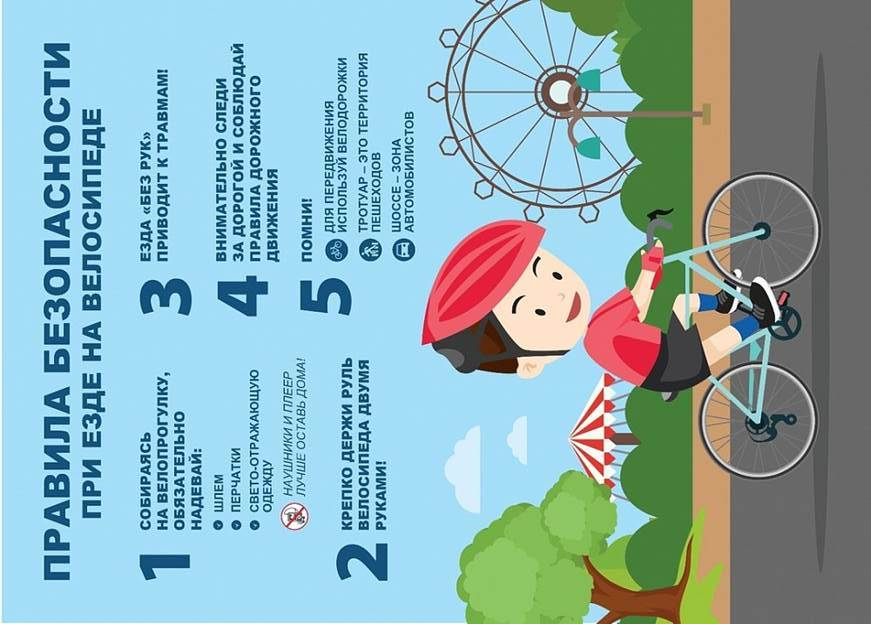 ПРАВИЛА БЕЗОПАСНОСТИ
ПРИ ЕЗДЕ НА ВЕЛОСИПЕДЕ
1
СОБИРАЯСЬ
НА ВЕЛОПРОГУЛКУ,
ОБЯЗАТЕЛЬНО
НАДЕВАЙ:
ШЛЕМ
ПЕРЧАТКИ
СВЕТО-ОТРАЖАЮЩУЮ
ОДЕЖДУ
НАУШНИКИ И ПЛЕЕР
ЛУЧШЕ ОСТАВЬ ДОМА!
2
КРЕПКО ДЕРЖИ РУЛЬ
ВЕЛОСИПЕДА ДВУМЯ
РУКАМИ!
3
ЕЗДА «БЕЗ РУК»
ПРИВОДИТ К ТРАВМАМ!
4
ВНИМАТЕЛЬНО СЛЕДИ
ЗА ДОРОГОЙ И СОБЛЮДАЙ
ПРАВИЛА ДОРОЖНОГО
ДВИЖЕНИЯ
5
ПОМНИ!
ДЛЯ ПЕРЕДВИЖЕНИЯ
ИСПОЛЬЗУЙ ВЕЛОДОРОЖКИ
ТРОТУАР – ЭТО ТЕРРИТОРИЯ
ПЕШЕХОДОВ
ШОССЕ – ЗОНА
АВТОМОБИЛИСТОВ